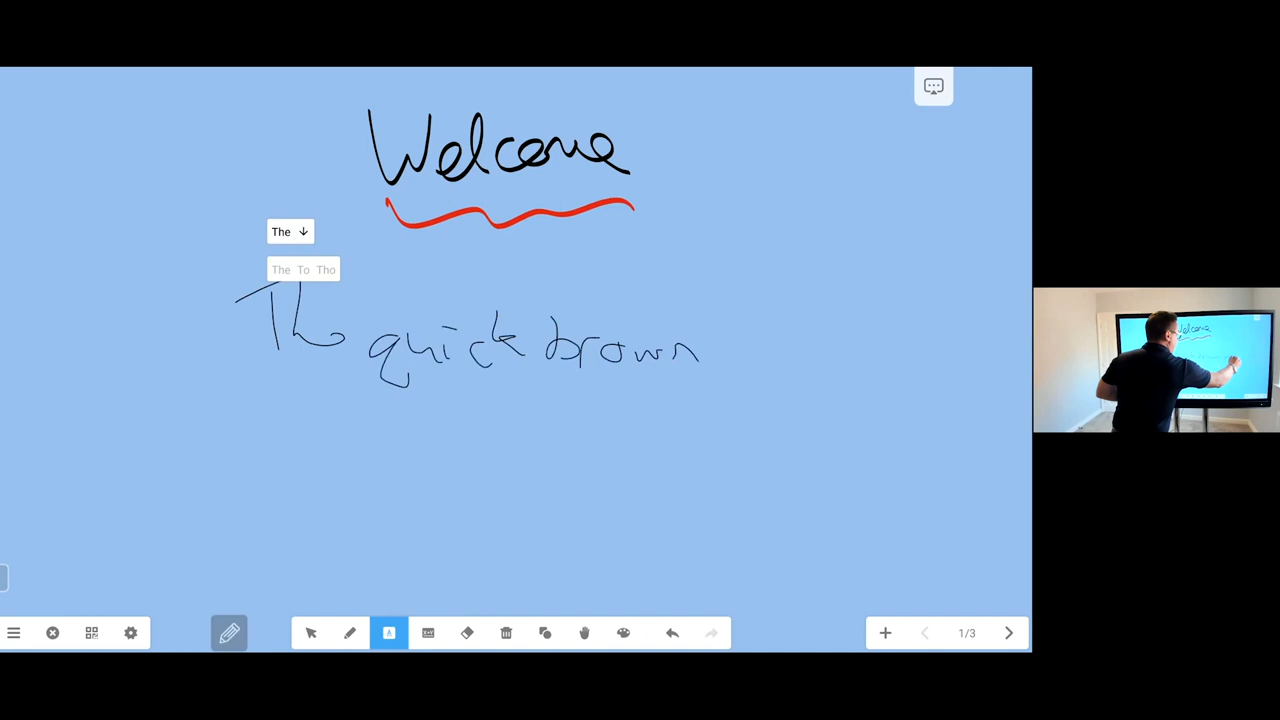 Welcome
The ↓
The To Tho
The quick brown
1/3